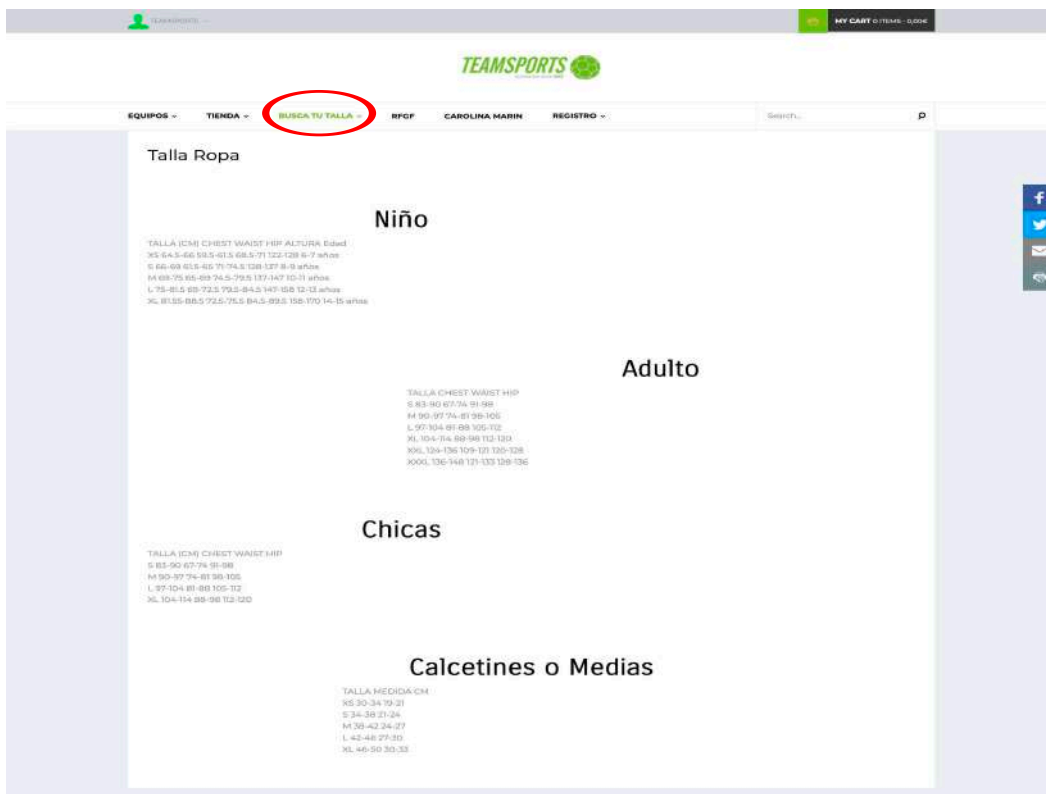 TEAMSPORTS
MY CART 0 ITEMS - 0,00€
TEAMSPORTS
EQUIPOS
TIENDA
BUSCA TU TALLA
RFGF
CAROLINA MARIN
REGISTRO
Search...
Talla Ropa
Niño
TALLA (CM) CHEST WAIST HIP ALTURA Edad
XS 64.5-66 59.5-61.5 68.5-71 122-128 6-7 años
S 66-69 61.5-65 71-74.5 128-137 8-9 años
M 69-75 65-69 74.5-79.5 137-147 10-11 años
L 75-81.5 69-72.5 79.5-84.5 147-158 12-13 años
XL 81.55-88.5 72.5-75.5 84.5-89.5 158-170 14-15 años
Adulto
TALLA CHEST WAIST HIP
S 83-90 67-74 91-98
M 90-97 74-81 98-105
L 97-104 81-88 105-112
XL 104-114 88-98 112-120
XXL 124-136 109-121 120-128
XXXL 136-148 121-133 128-136
Chicas
TALLA (CM) CHEST WAIST HIP
S 83-90 67-74 91-98
M 90-97 74-81 98-105
L 97-104 81-88 105-112
XL 104-114 88-98 112-120
Calcetines o Medias
TALLA MEDIDA CM
XS 30-34 19-21
S 34-38 21-24
M 38-42 24-27
L 42-46 27-30
XL 46-50 30-33